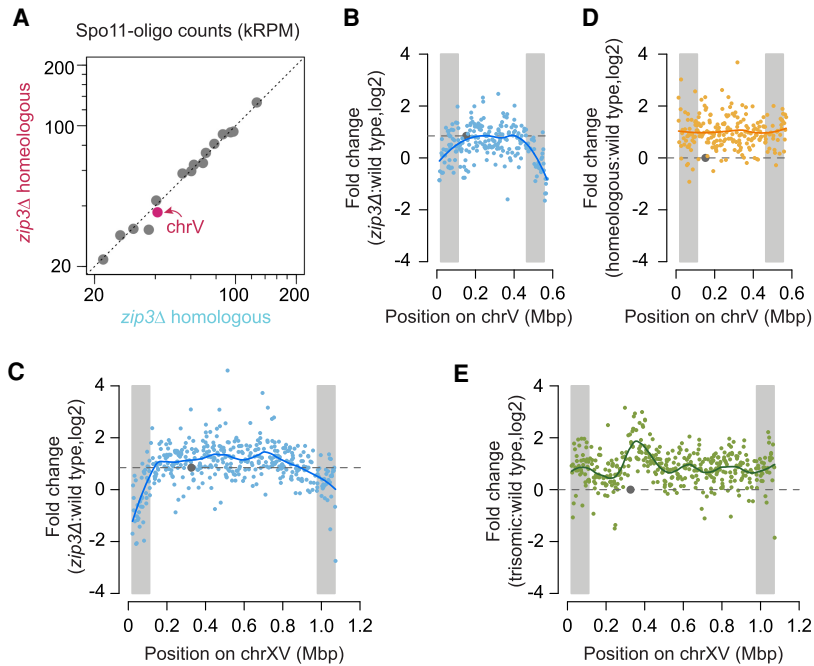 A
Spo11-oligo counts (kRPM)
zip3Δ homeologous
200
100
20
chrV
20
100
200
zip3Δ homologous
B
Fold change
(zip3Δ:wild type,log2)
4
2
0
-2
-4
0
0.2
0.4
0.6
Position on chrV (Mbp)
D
Fold change
(homeologous:wild type,log2)
4
2
0
-2
-4
0
0.2
0.4
0.6
Position on chrV (Mbp)
C
Fold change
(zip3Δ:wild type,log2)
4
2
0
-2
-4
0
0.2
0.4
0.6
0.8
1.0
1.2
Position on chrXV (Mbp)
E
Fold change
(trisomic:wild type,log2)
4
2
0
-2
-4
0
0.2
0.4
0.6
0.8
1.0
1.2
Position on chrXV (Mbp)